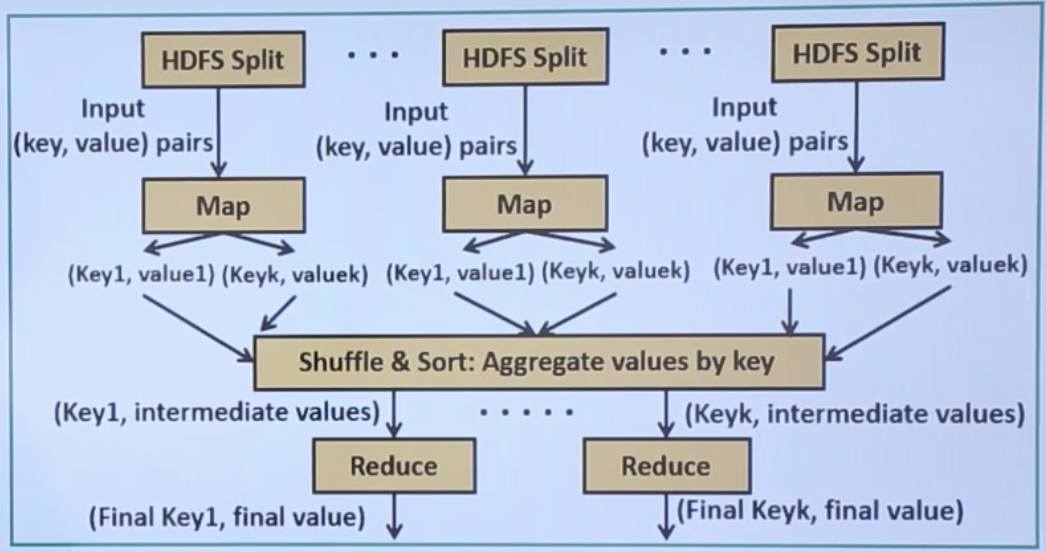 HDFS Split
. . .
HDFS Split
. . .
HDFS Split
Input
(key, value) pairs
Input
(key, value) pairs
Input
(key, value) pairs
Map
Map
Map
(Key1, value1) (Keyk, valuek)
(Key1, value1) (Keyk, valuek)
(Key1, value1) (Keyk, valuek)
Shuffle & Sort: Aggregate values by key
(Key1, intermediate values)
. . . . .
(Keyk, intermediate values)
Reduce
Reduce
(Final Key1, final value)
(Final Keyk, final value)